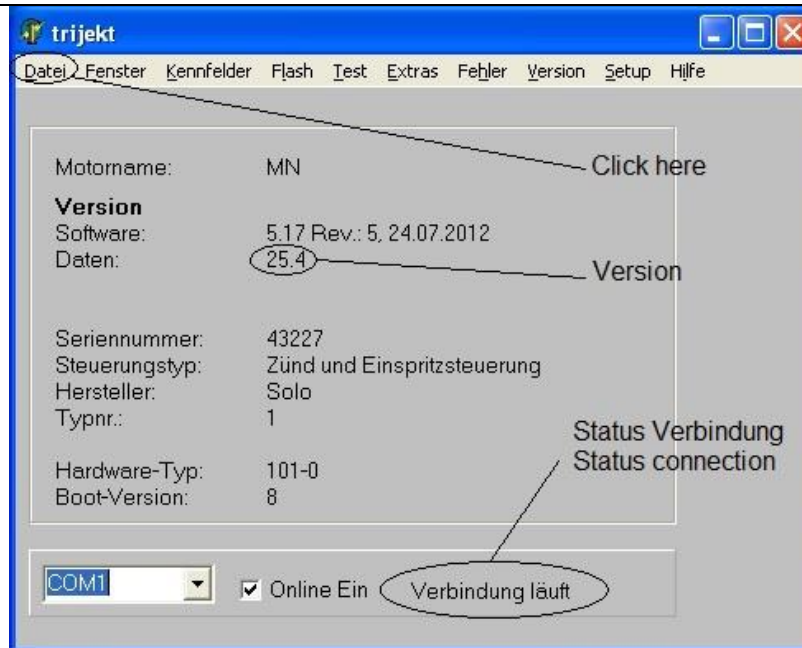 trijekt
Datei Fenster Kennfelder Flash Test Extras Fehler Version Setup Hilfe
Motorname: MN
Click here
Version
Software: 5.17 Rev.: 5, 24.07.2012
Daten: 25.4
Version
Seriennummer: 43227
Steuerungstyp: Zünd und Einspritzsteuerung
Hersteller: Solo
Typnr.: 1
Status Verbindung
Status connection
Hardware-Typ: 101-0
Boot-Version: 8
COM1 Online Ein Verbindung läuft